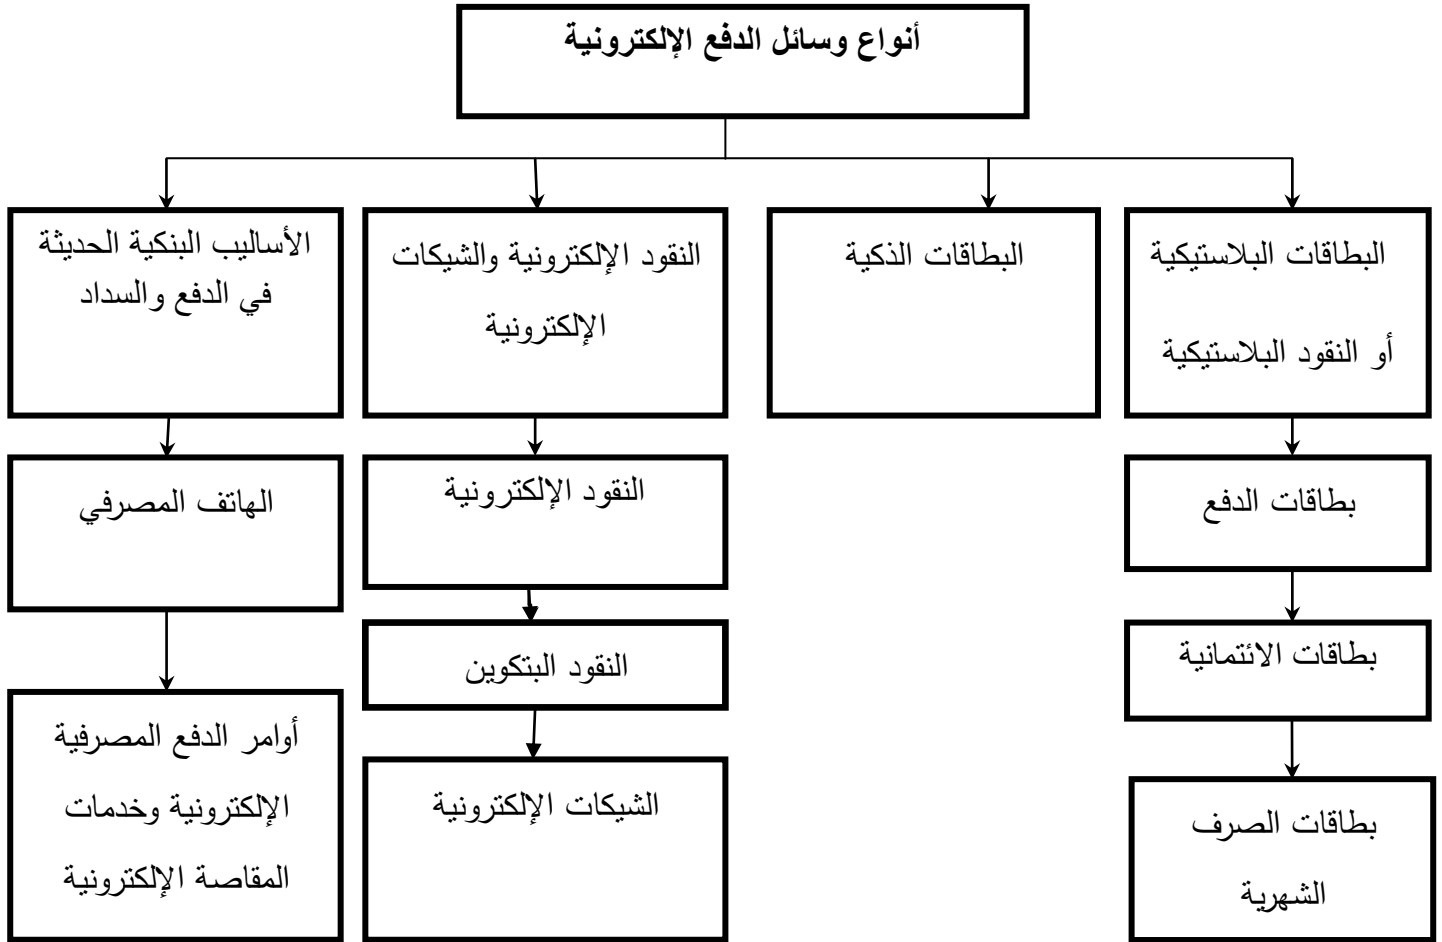 أنواع وسائل الدفع الإلكترونية
البطاقات البلاستيكية
أو النقود البلاستيكية
البطاقات الذكية
النقود الإلكترونية والشيكات
الإلكترونية
الأساليب البنكية الحديثة
في الدفع والسداد
بطاقات الدفع
النقود الإلكترونية
الهاتف المصرفي
بطاقات الائتمانية
النقود البتكوين
أوامر الدفع المصرفية
الإلكترونية وخدمات
المقاصة الإلكترونية
بطاقات الصرف
الشهرية
الشيكات الإلكترونية